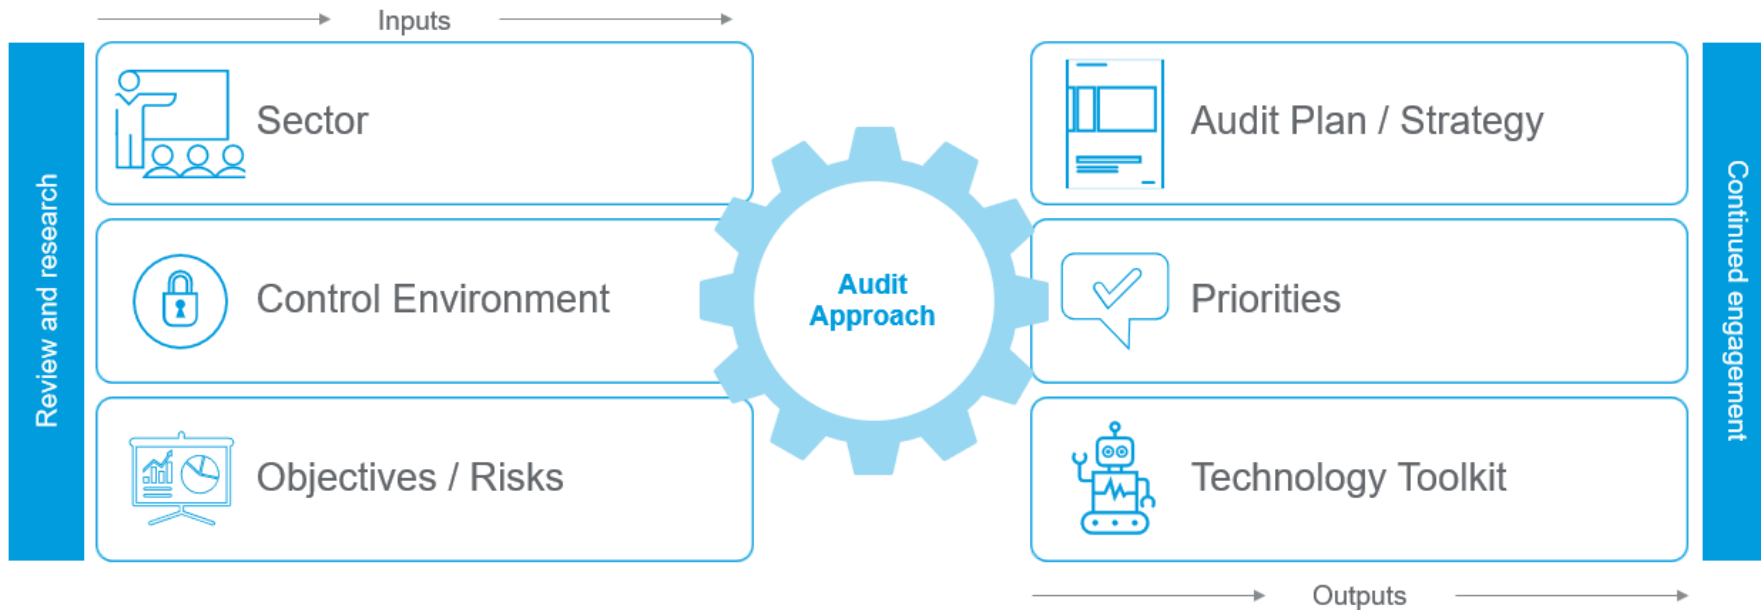 Inputs
Review and research
Sector
Control Environment
Objectives / Risks
Audit
Approach
Audit Plan / Strategy
Priorities
Technology Toolkit
Continued engagement
Outputs